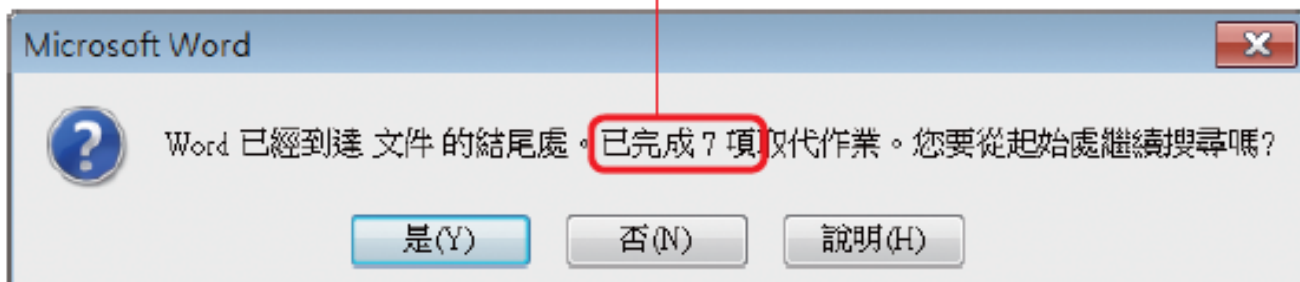 Microsoft Word
Word 已經到達 文件 的結尾處。已完成 7 項取代作業。您要從起始處繼續搜尋嗎?
是(Y)
否(N)
說明(H)